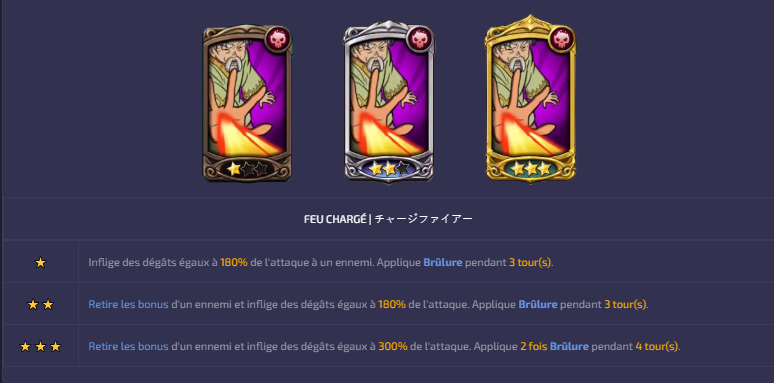 FEU CHARGÉ | チャージファイアー
Inflige des dégâts égaux à 180% de l'attaque à un ennemi. Applique Brûlure pendant 3 tour(s).
Retire les bonus d'un ennemi et inflige des dégâts égaux à 180% de l'attaque. Applique Brûlure pendant 3 tour(s).
Retire les bonus d'un ennemi et inflige des dégâts égaux à 300% de l'attaque. Applique 2 fois Brûlure pendant 4 tour(s).